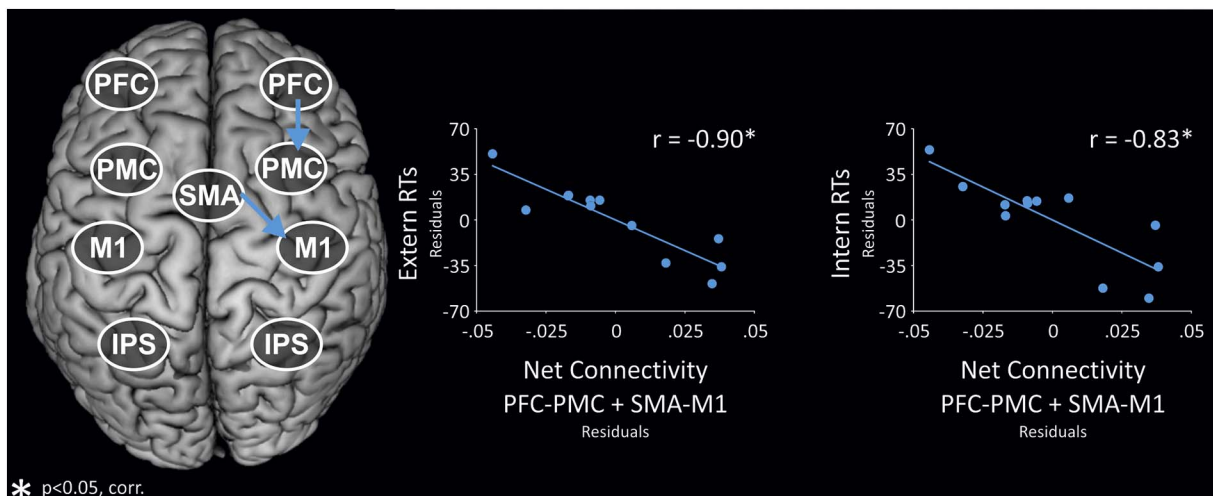 PFC
PFC
PMC
PMC
SMA
M1
M1
IPS
IPS
* p<0.05, corr.
r = -0.90*
Extern RTs
Residuals
70
35
0
-35
-70
-.05
-.025
0
.025
.05
Net Connectivity
PFC-PMC + SMA-M1
Residuals
r = -0.83*
Intern RTs
Residuals
70
35
0
-35
-70
-.05
-.025
0
.025
.05
Net Connectivity
PFC-PMC + SMA-M1
Residuals